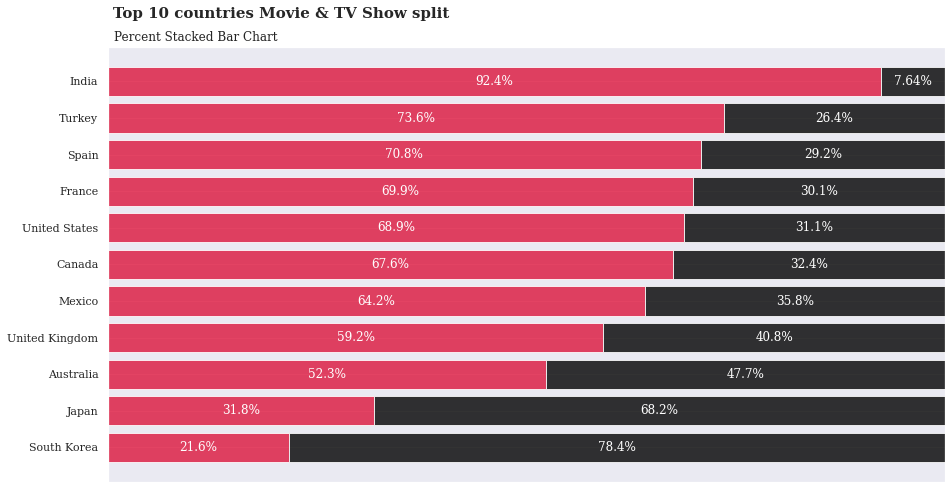 Top 10 countries Movie & TV Show split
Percent Stacked Bar Chart
India 92.4% 7.64%
Turkey 73.6% 26.4%
Spain 70.8% 29.2%
France 69.9% 30.1%
United States 68.9% 31.1%
Canada 67.6% 32.4%
Mexico 64.2% 35.8%
United Kingdom 59.2% 40.8%
Australia 52.3% 47.7%
Japan 31.8% 68.2%
South Korea 21.6% 78.4%